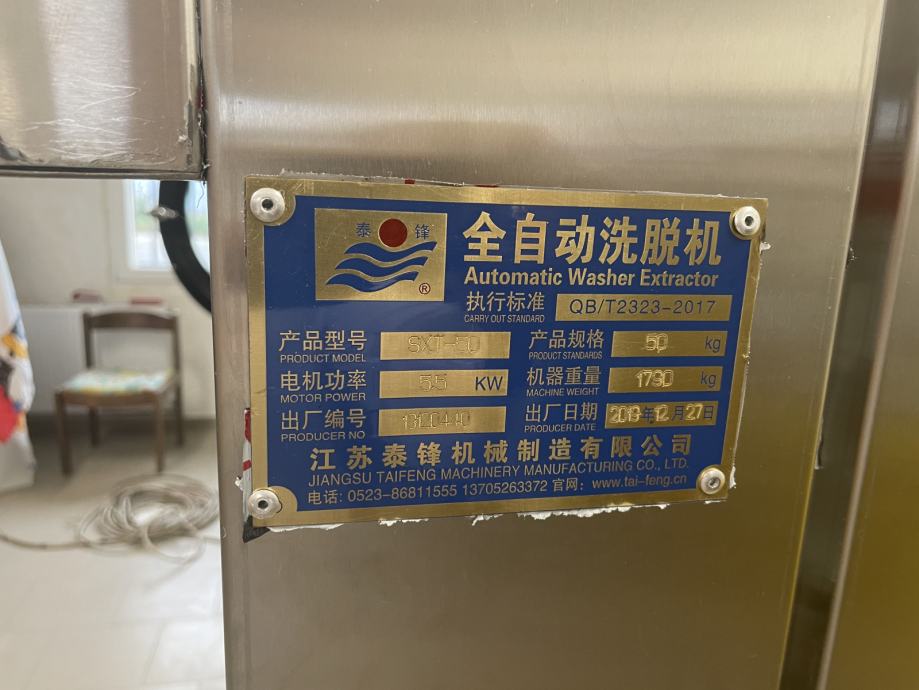 泰 锋 ®
全自动洗脱机
Automatic Washer Extractor
执行标准 QB/T2323-2017
CARRY OUT STANDARD
产品型号 SXT-50 产品规格 50 kg
PRODUCT MODEL PRODUCT STANDARDS
电机功率 5.5 KW 机器重量 1790 kg
MOTOR POWER MACHINE WEIGHT
出厂编号 出厂日期 2019年12月27日
PRODUCER NO PRODUCER DATE
江苏泰锋机械制造有限公司
JIANGSU TAIFENG MACHINERY MANUFACTURING CO., LTD.
电话: 0523-86811555 13705263372 官网: www.tai-feng.cn